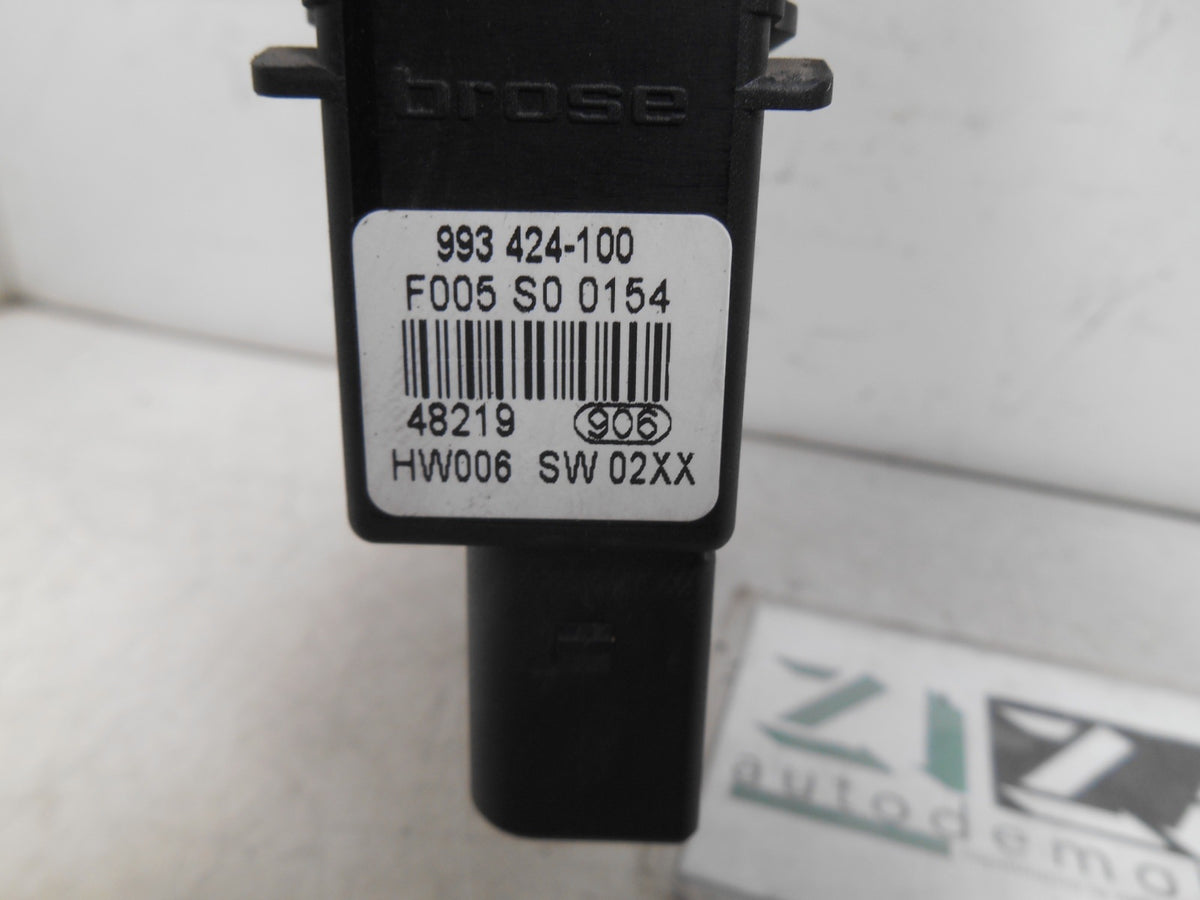 brose
993 424-100
F005 S0 0154
48219 906
HW006 SW 02XX
autodemo